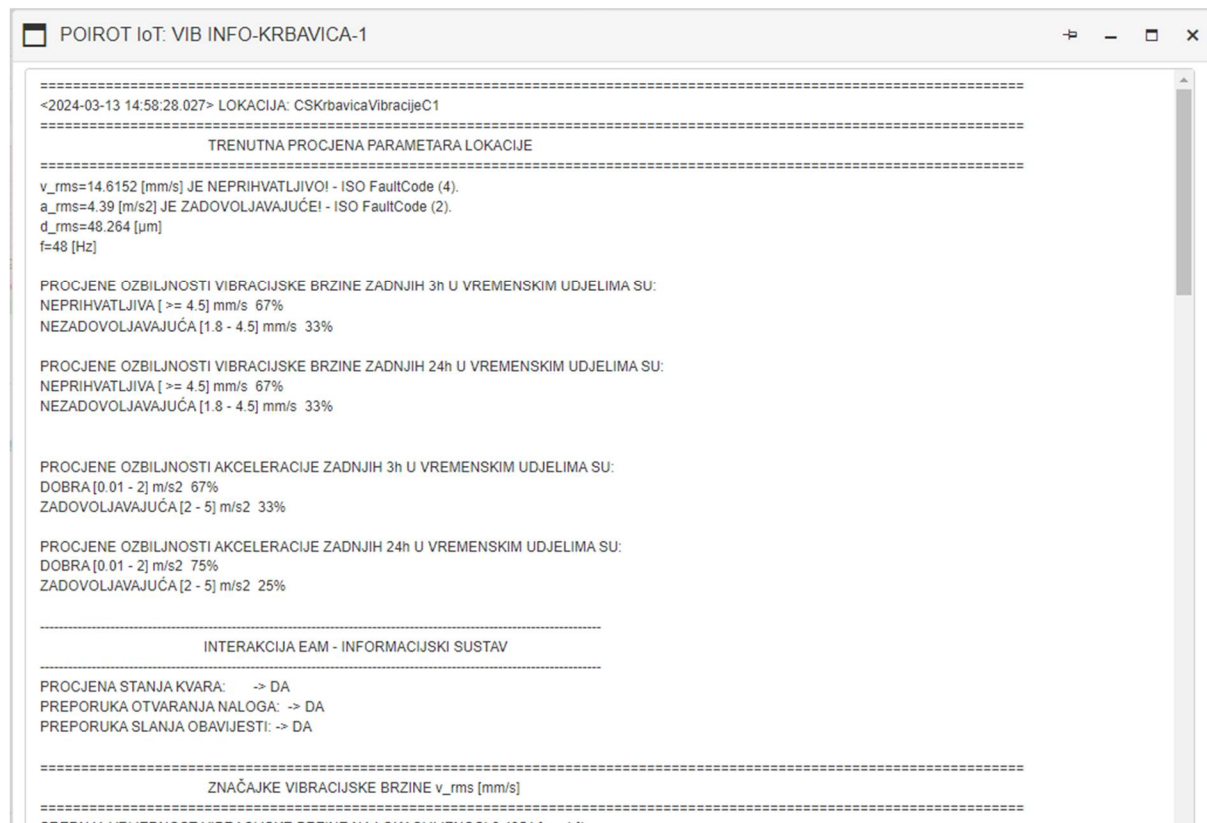 POIROT IoT: VIB INFO-KRBAVICA-1
================================================================================
<2024-03-13 14:58:28.027> LOKACIJA: CSKrbavicaVibracijeC1
================================================================================
TRENUTNA PROCJENA PARAMETARA LOKACIJE
================================================================================
v_rms=14.6152 [mm/s] JE NEPRIHVATLJIVO! - ISO FaultCode (4).
a_rms=4.39 [m/s2] JE ZADOVOLJAVAJUĆE! - ISO FaultCode (2).
d_rms=48.264 [μm]
f=48 [Hz]
PROCJENE OZBILJNOSTI VIBRACIJSKE BRZINE ZADNJIH 3h U VREMENSKIM UDJELIMA SU:
NEPRIHVATLJIVA [ >= 4.5] mm/s 67%
NEZADOVOLJAVAJUĆA [1.8 - 4.5] mm/s 33%
PROCJENE OZBILJNOSTI VIBRACIJSKE BRZINE ZADNJIH 24h U VREMENSKIM UDJELIMA SU:
NEPRIHVATLJIVA [ >= 4.5] mm/s 67%
NEZADOVOLJAVAJUĆA [1.8 - 4.5] mm/s 33%
PROCJENE OZBILJNOSTI AKCELERACIJE ZADNJIH 3h U VREMENSKIM UDJELIMA SU:
DOBRA [0.01 - 2] m/s2 67%
ZADOVOLJAVAJUĆA [2 - 5] m/s2 33%
PROCJENE OZBILJNOSTI AKCELERACIJE ZADNJIH 24h U VREMENSKIM UDJELIMA SU:
DOBRA [0.01 - 2] m/s2 75%
ZADOVOLJAVAJUĆA [2 - 5] m/s2 25%
--------------------------------------------------------------------------------
INTERAKCIJA EAM - INFORMACIJSKI SUSTAV
--------------------------------------------------------------------------------
PROCJENA STANJA KVARA: -> DA
PREPORUKA OTVARANJA NALOGA: -> DA
PREPORUKA SLANJA OBAVIJESTI: -> DA
================================================================================
ZNAČAJKE VIBRACIJSKE BRZINE v_rms [mm/s]
================================================================================